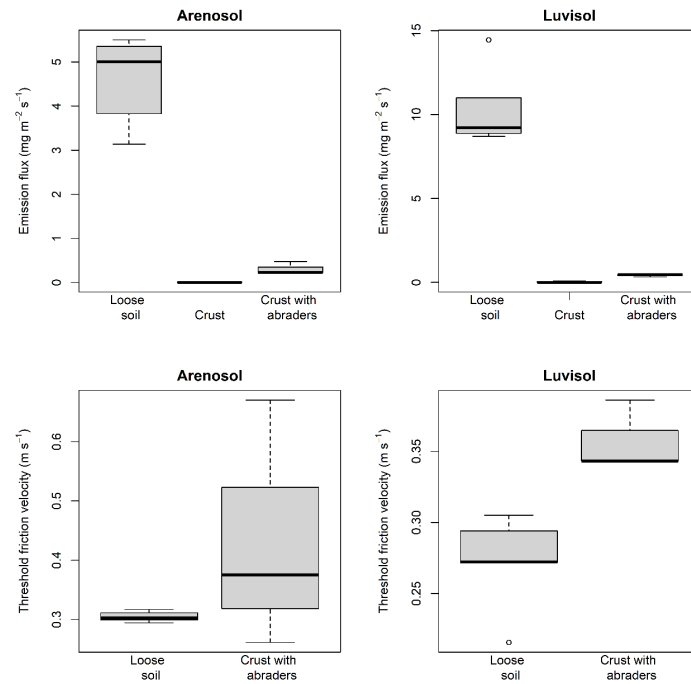 Arenosol
Emission flux (mg m−2 s−1)
5
4
3
2
1
0
Loose soil
Crust
Crust with abraders
Luvisol
Emission flux (mg m−2 s−1)
15
10
5
0
Loose soil
Crust
Crust with abraders
Arenosol
Threshold friction velocity (m s−1)
0.6
0.5
0.4
0.3
Loose soil
Crust with abraders
Luvisol
Threshold friction velocity (m s−1)
0.35
0.30
0.25
Loose soil
Crust with abraders